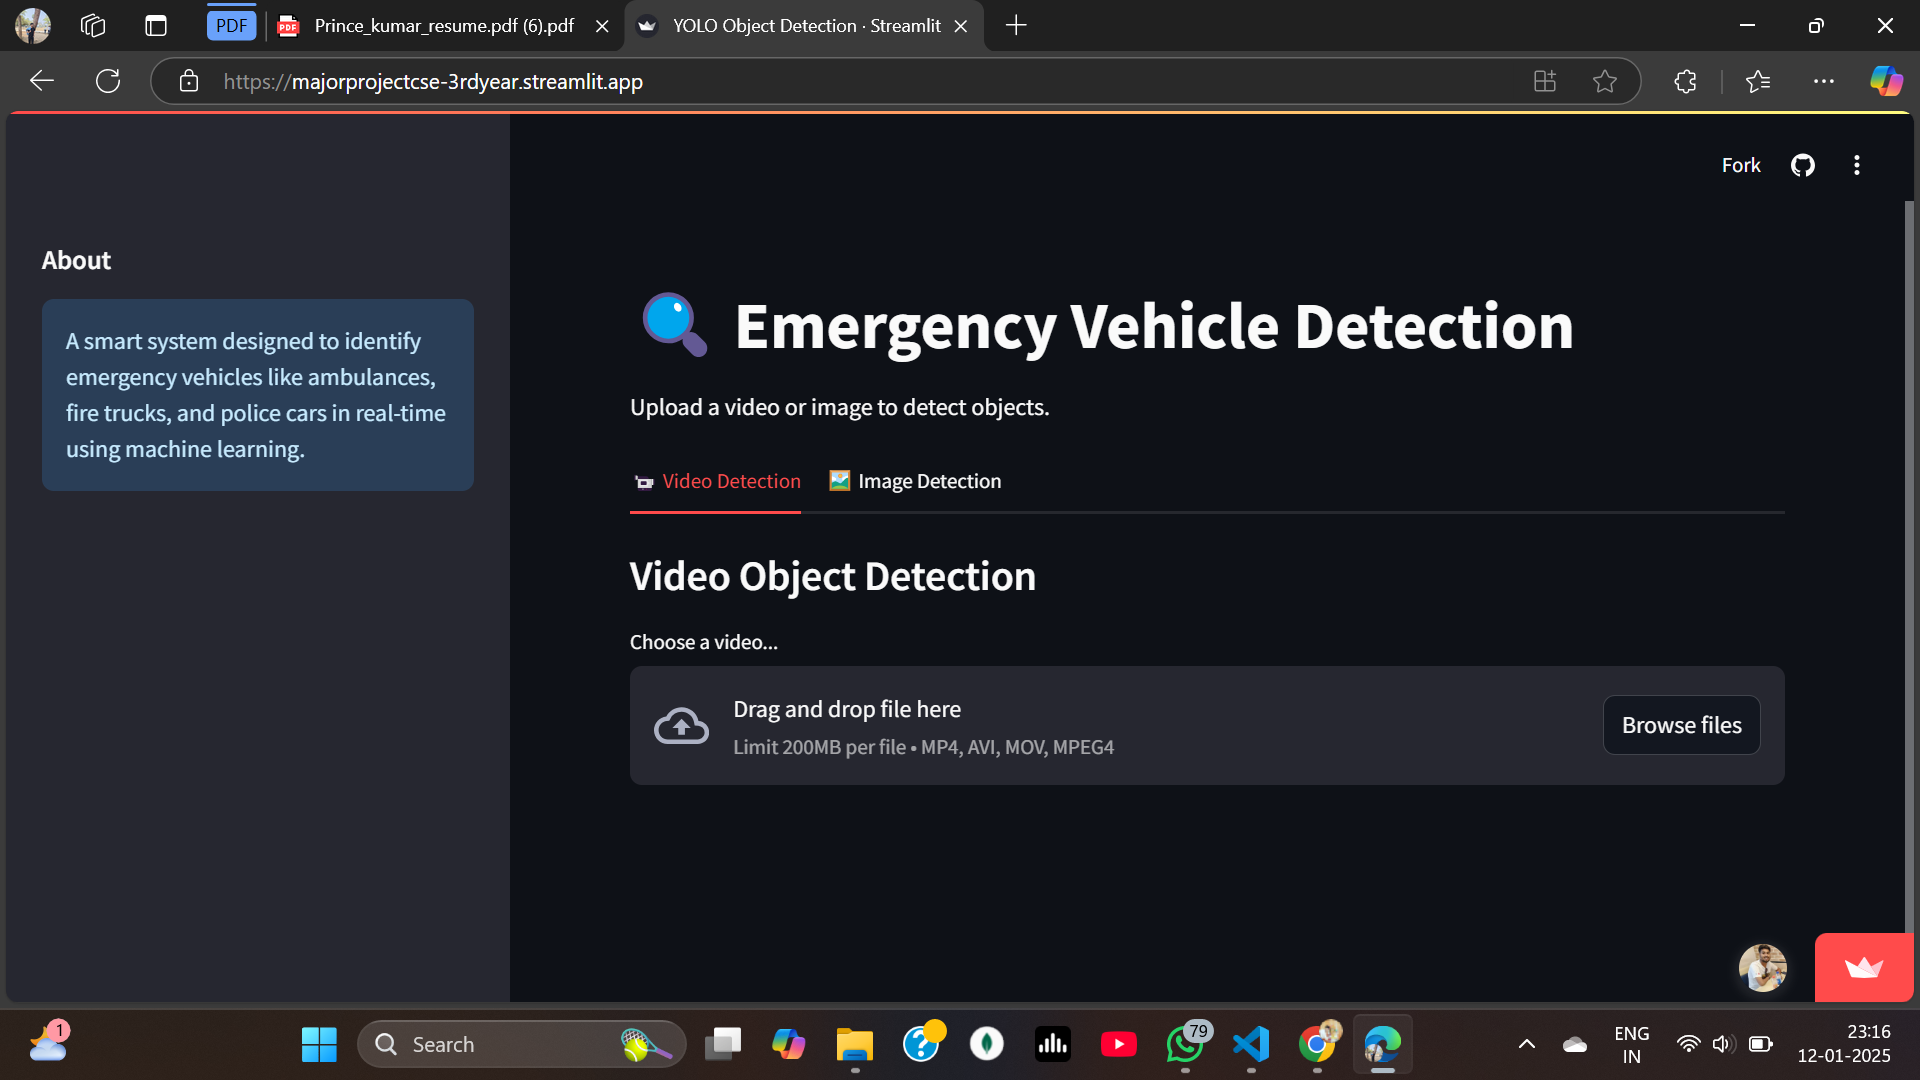 PDF
PDF
Prince_kumar_resume.pdf (6).pdf
YOLO Object Detection · Streamlit
https://majorprojectcse-3rdyear.streamlit.app
Fork
About
A smart system designed to identify
emergency vehicles like ambulances,
fire trucks, and police cars in real-time
using machine learning.
Emergency Vehicle Detection
Upload a video or image to detect objects.
Video Detection
Image Detection
Video Object Detection
Choose a video...
Drag and drop file here
Limit 200MB per file • MP4, AVI, MOV, MPEG4
Browse files
1
Search
79
ENG
IN
23:16
12-01-2025